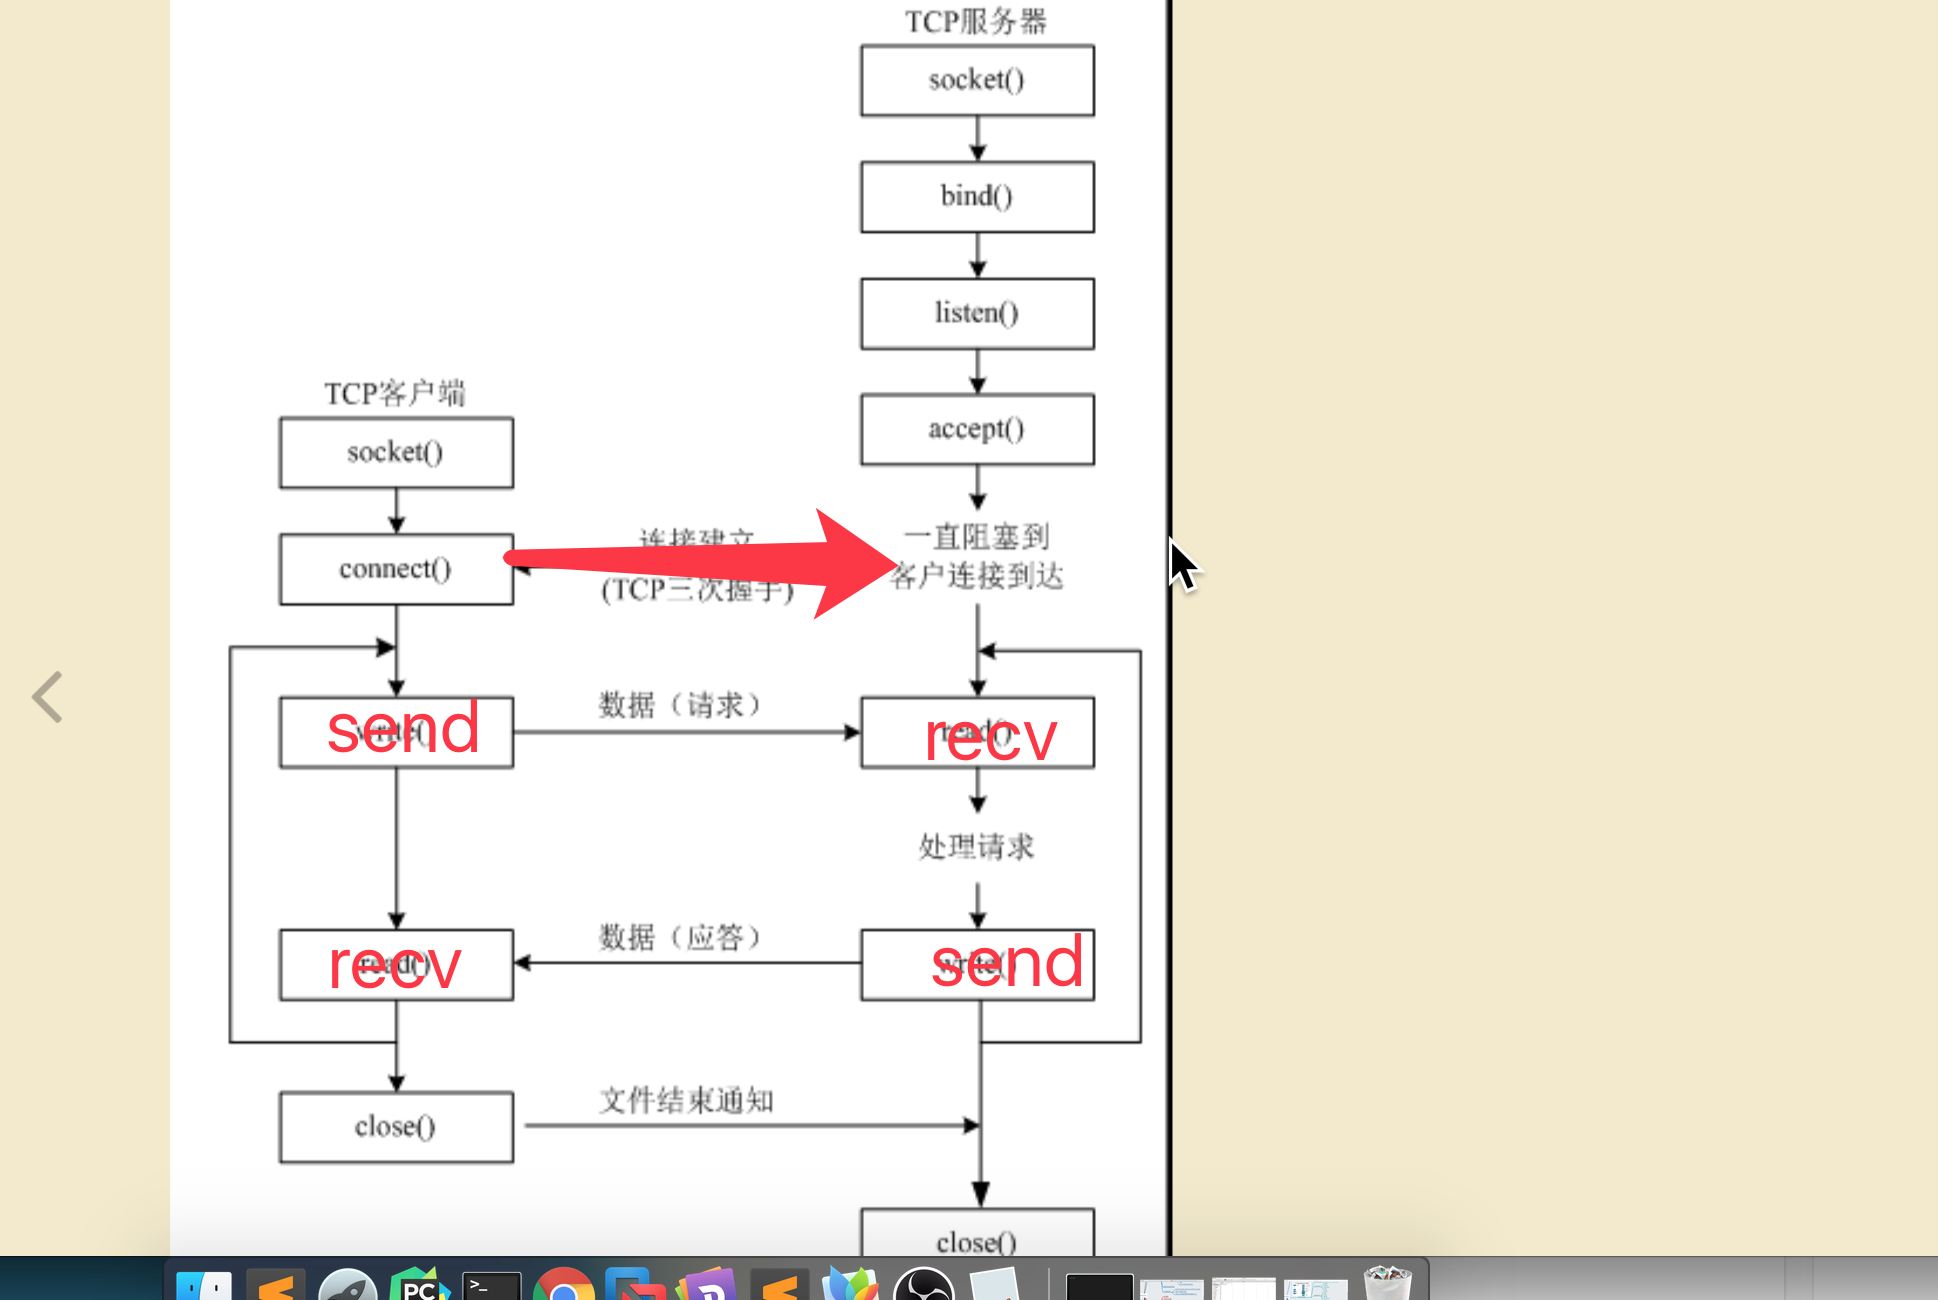 TCP服务器
socket()
bind()
listen()
accept()
TCP客户端
socket()
connect()
连接建立
(TCP三次握手)
一直阻塞到
客户连接到达
send
数据（请求）
recv
处理请求
recv
数据（应答）
send
close()
文件结束通知
close()
PC
>_